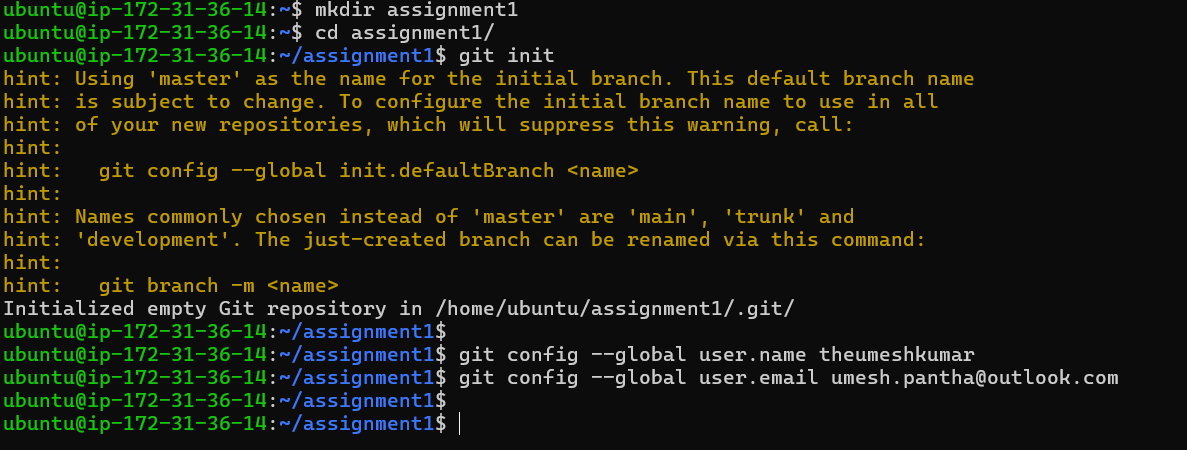 ubuntu@ip-172-31-36-14:~$ mkdir assignment1
ubuntu@ip-172-31-36-14:~$ cd assignment1/
ubuntu@ip-172-31-36-14:~/assignment1$ git init
hint: Using 'master' as the name for the initial branch. This default branch name
hint: is subject to change. To configure the initial branch name to use in all
hint: of your new repositories, which will suppress this warning, call:
hint:
hint:   git config --global init.defaultBranch <name>
hint:
hint: Names commonly chosen instead of 'master' are 'main', 'trunk' and
hint: 'development'. The just-created branch can be renamed via this command:
hint:
hint:   git branch -m <name>
Initialized empty Git repository in /home/ubuntu/assignment1/.git/
ubuntu@ip-172-31-36-14:~/assignment1$
ubuntu@ip-172-31-36-14:~/assignment1$ git config --global user.name theumeshkumar
ubuntu@ip-172-31-36-14:~/assignment1$ git config --global user.email umesh.pantha@outlook.com
ubuntu@ip-172-31-36-14:~/assignment1$
ubuntu@ip-172-31-36-14:~/assignment1$